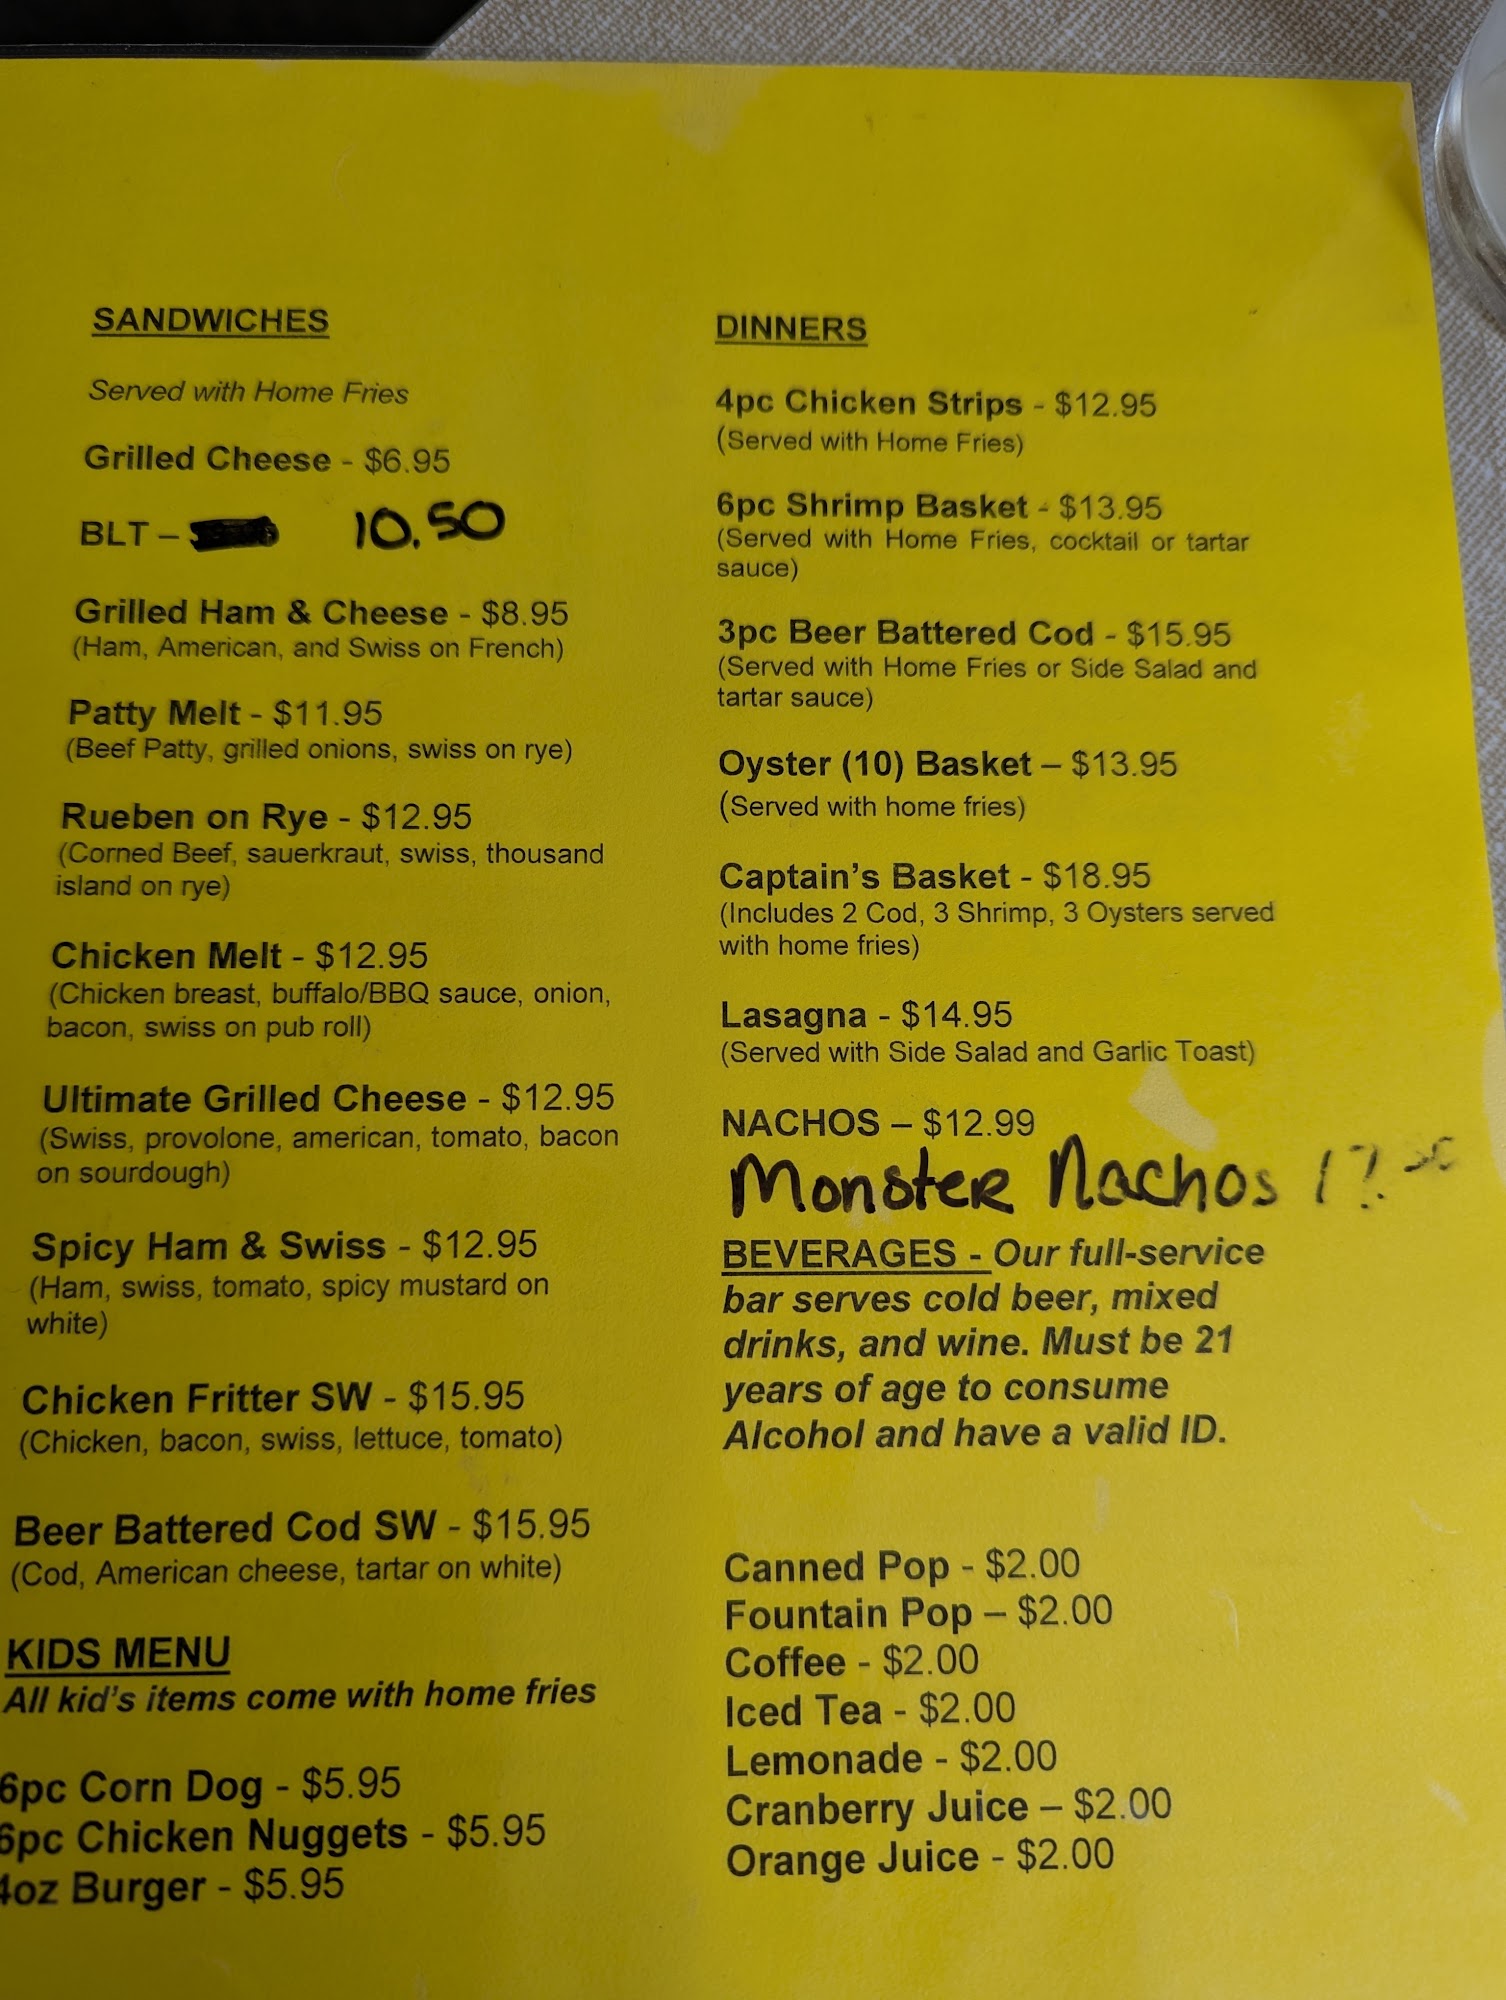 SANDWICHES
Served with Home Fries
Grilled Cheese - $6.95
BLT – 10.50
Grilled Ham & Cheese - $8.95
(Ham, American, and Swiss on French)
Patty Melt - $11.95
(Beef Patty, grilled onions, swiss on rye)
Rueben on Rye - $12.95
(Corned Beef, sauerkraut, swiss, thousand
island on rye)
Chicken Melt - $12.95
(Chicken breast, buffalo/BBQ sauce, onion,
bacon, swiss on pub roll)
Ultimate Grilled Cheese - $12.95
(Swiss, provolone, american, tomato, bacon
on sourdough)
Spicy Ham & Swiss - $12.95
(Ham, swiss, tomato, spicy mustard on
white)
Chicken Fritter SW - $15.95
(Chicken, bacon, swiss, lettuce, tomato)
Beer Battered Cod SW - $15.95
(Cod, American cheese, tartar on white)
KIDS MENU
All kid's items come with home fries
6pc Corn Dog - $5.95
6pc Chicken Nuggets - $5.95
4oz Burger - $5.95
DINNERS
4pc Chicken Strips - $12.95
(Served with Home Fries)
6pc Shrimp Basket - $13.95
(Served with Home Fries, cocktail or tartar
sauce)
3pc Beer Battered Cod - $15.95
(Served with Home Fries or Side Salad and
tartar sauce)
Oyster (10) Basket – $13.95
(Served with home fries)
Captain's Basket - $18.95
(Includes 2 Cod, 3 Shrimp, 3 Oysters served
with home fries)
Lasagna - $14.95
(Served with Side Salad and Garlic Toast)
NACHOS – $12.99
Monster Nachos
BEVERAGES - Our full-service
bar serves cold beer, mixed
drinks, and wine. Must be 21
years of age to consume
Alcohol and have a valid ID.
Canned Pop - $2.00
Fountain Pop – $2.00
Coffee - $2.00
Iced Tea - $2.00
Lemonade - $2.00
Cranberry Juice – $2.00
Orange Juice - $2.00